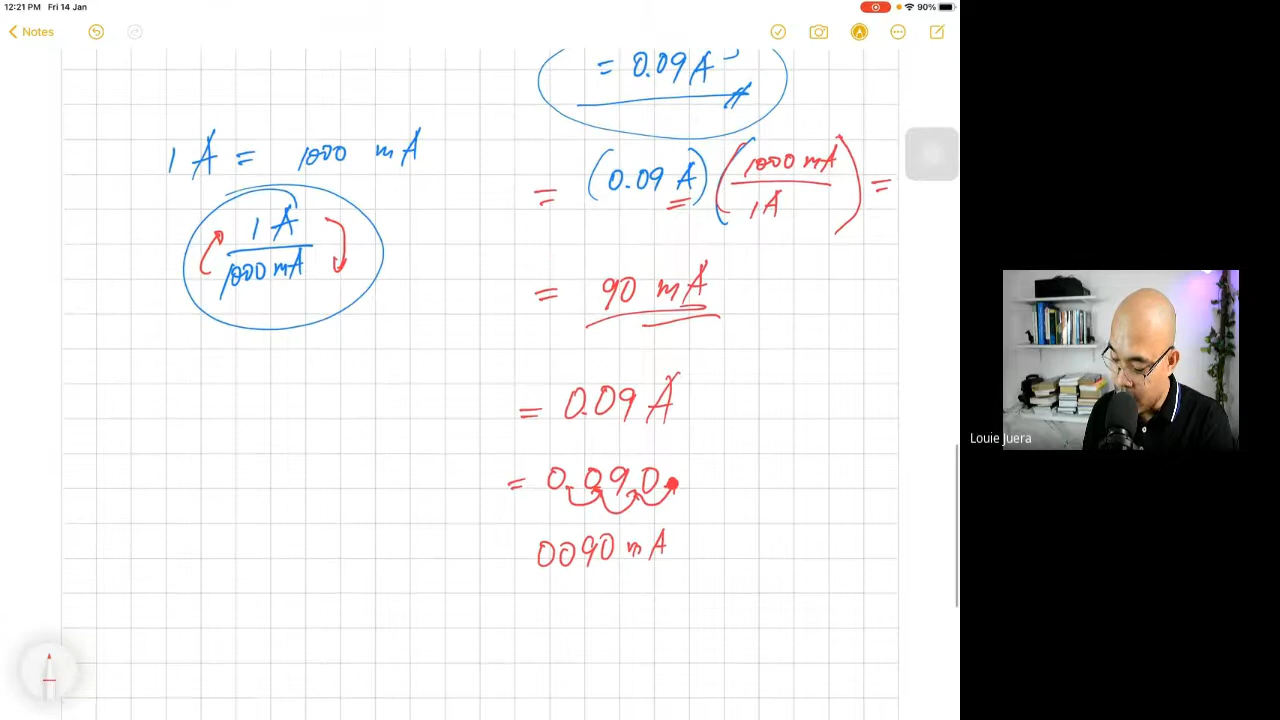 12:21 PM Fri 14 Jan
90%
Notes
= 0.09 A
1 A = 1000 mA
1 A
1000 mA
= (0.09 A) (1000 mA / 1 A) =
= 90 mA
= 0.09 A
= 0.090.
0090 mA
Louie Juera